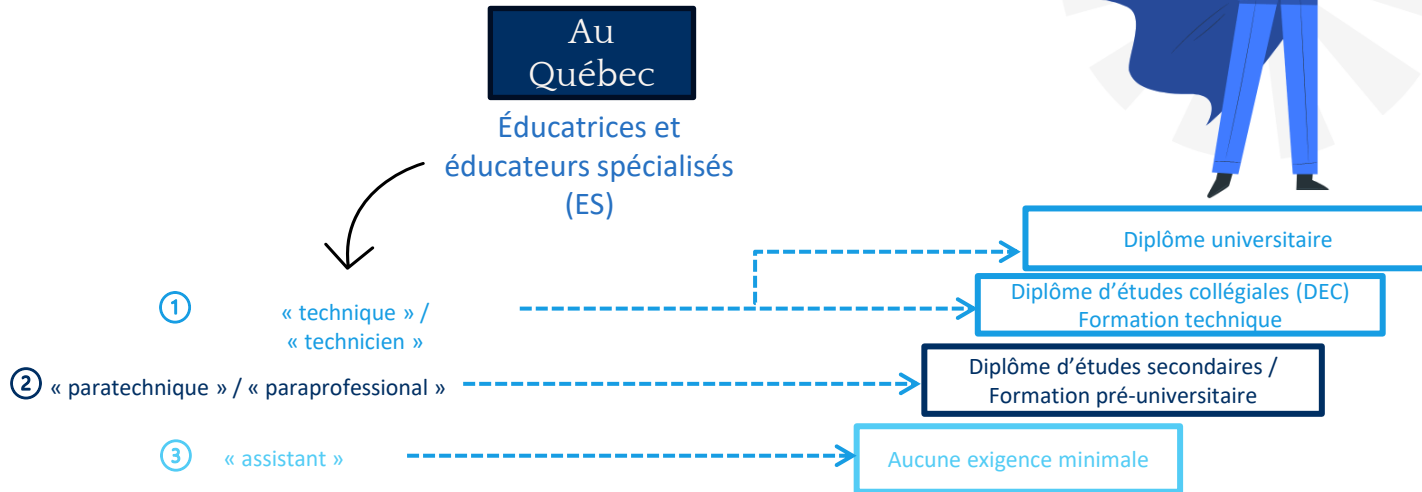 Au
Québec
Éducatrices et
éducateurs spécialisés
(ES)
Diplôme universitaire
1
« technique » /
« technicien »
Diplôme d’études collégiales (DEC)
Formation technique
2 « paratechnique » / « paraprofessional »
Diplôme d’études secondaires /
Formation pré-universitaire
3 « assistant »
Aucune exigence minimale